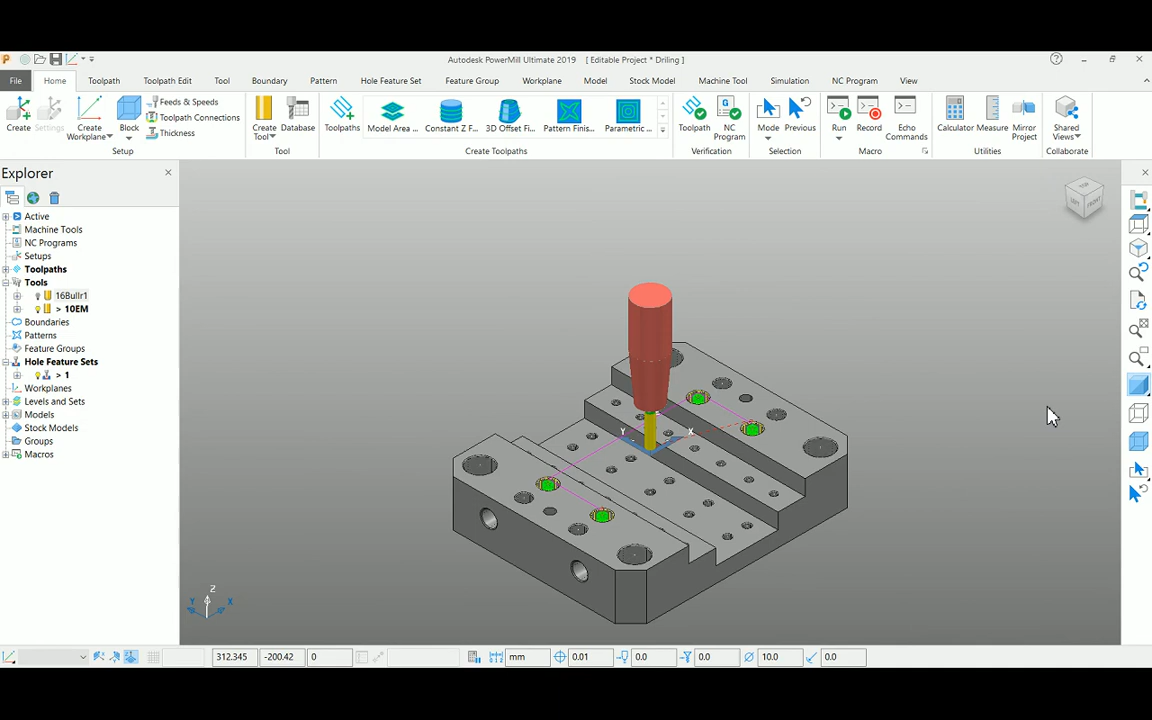 Autodesk PowerMill Ultimate 2019 [ Editable Project * Driling ]
File Home Toolpath Toolpath Edit Tool Boundary Pattern Hole Feature Set Feature Group Workplane Model Stock Model Machine Tool Simulation NC Program View
Create
Settings
Create Workplane
Block
Feeds & Speeds
Toolpath Connections
Thickness
Setup
Create Tool
Database
Tool
Toolpaths
Model Area ...
Constant Z F...
3D Offset Fi...
Pattern Finis...
Parametric ...
Create Toolpaths
Toolpath
NC Program
Verification
Mode
Previous
Selection
Run
Record
Echo Commands
Macro
Calculator
Measure
Mirror Project
Utilities
Shared Views
Collaborate
Explorer
Active
Machine Tools
NC Programs
Setups
Toolpaths
Tools
16Bullr1
> 10EM
Boundaries
Patterns
Feature Groups
Hole Feature Sets
> 1
Workplanes
Levels and Sets
Models
Stock Models
Groups
Macros
TOP
LEFT
FRONT
Y X
Z
Y X
312.345 -200.42 0 mm 0.01 0.0 0.0 10.0 0.0